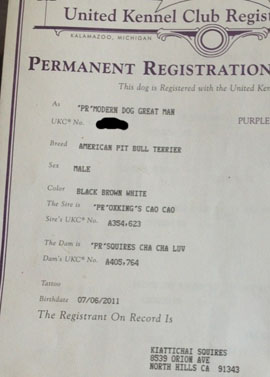 United Kennel Club Regis
KALAMAZOO, MICHIGAN
PERMANENT REGISTRATION
This dog is Registered with the United Ken
As 'PR'MODERN DOG GREAT MAN
UKC® No.
PURPLE
Breed AMERICAN PIT BULL TERRIER
Sex MALE
Color BLACK BROWN WHITE
The Sire is 'PR'OXKING'S CAO CAO
Sire's UKC® No. A354,623
The Dam is 'PR'SQUIRES CHA CHA LUV
Dam's UKC® No. A405,764
Tattoo
Birthdate 07/06/2011
The Registrant On Record Is
KIATTICHAI SQUIRES
8539 ORION AVE
NORTH HILLS CA 91343